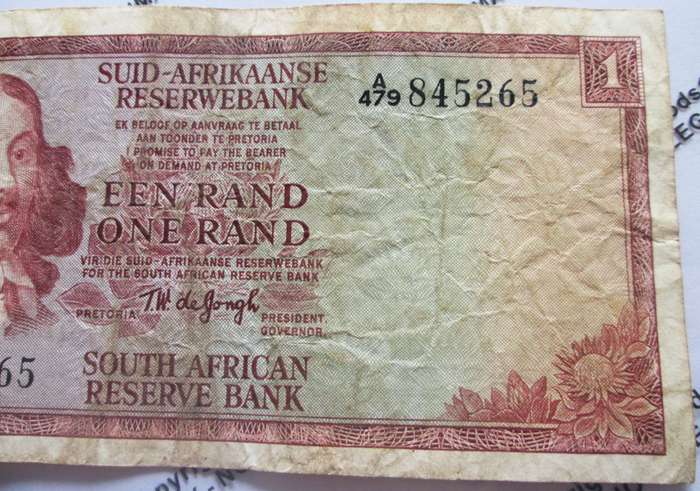 SUID-AFRIKAANSE
RESERWEBANK
A
479 845265
1
EK BELOOF OP AANVRAAG TE BETAAL
AAN TOONDER TE PRETORIA
I PROMISE TO PAY THE BEARER
ON DEMAND AT PRETORIA
EEN RAND
ONE RAND
VIR DIE SUID-AFRIKAANSE RESERWEBANK
FOR THE SOUTH AFRICAN RESERVE BANK
T.W. de Jongh
PRETORIA
PRESIDENT.
GOVERNOR.
65
SOUTH AFRICAN
RESERVE BANK